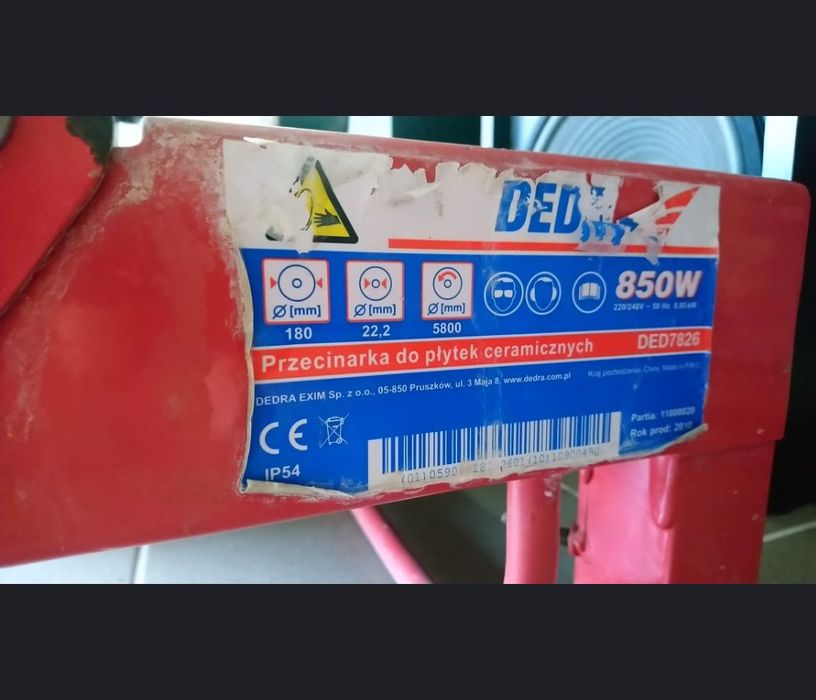 DED
Ø [mm] Ø [mm] Ø [mm]
180 22,2 5800
850W
220/240V ~ 50 Hz 0.85 kW
Przecinarka do płytek ceramicznych DED7826
DEDRA EXIM Sp. z o.o., 05-850 Pruszków, ul. 3 Maja 8, www.dedra.com.pl
Kraj pochodzenia: Chiny, Made in PRC
CE
Partia: 11000020
Rok prod: 2010
IP54